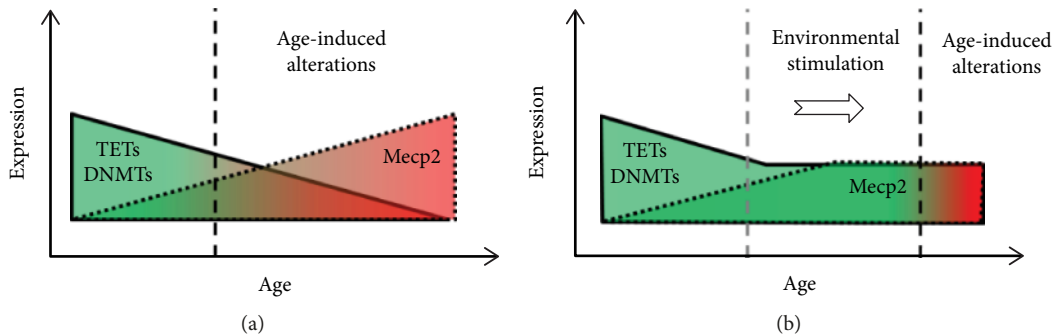 Expression
Age-induced
alterations
TETs
DNMTs
Mecp2
Age
(a)
Expression
Environmental
stimulation
Age-induced
alterations
TETs
DNMTs
Mecp2
Age
(b)